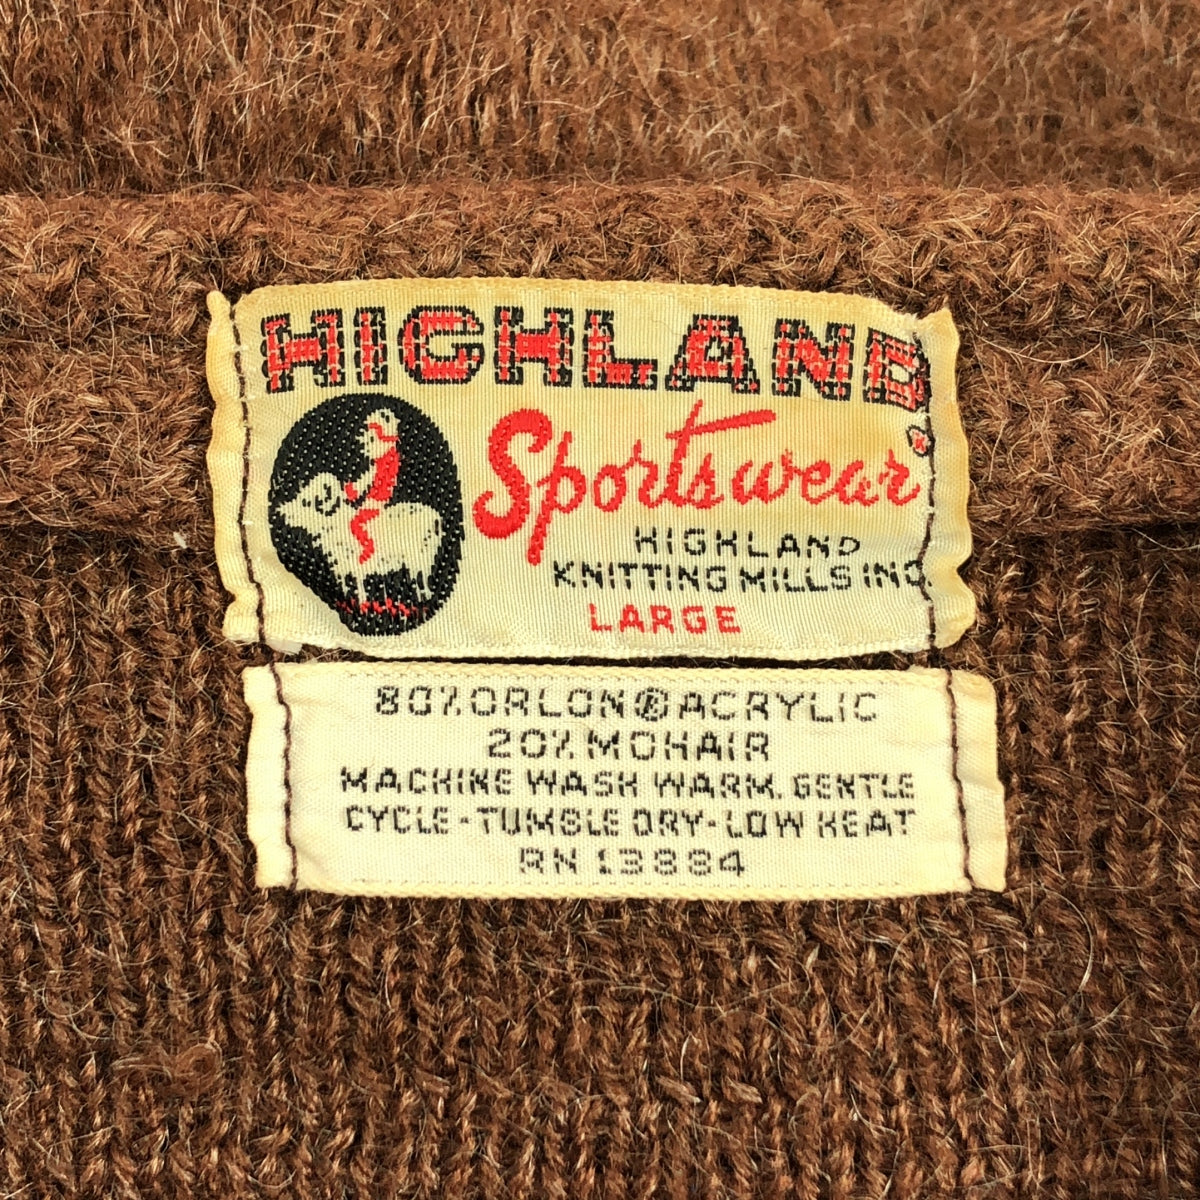 HIGHLAND
Sportswear
HIGHLAND
KNITTING MILLS INC.
LARGE
80% ORLON® ACRYLIC
20% MOHAIR
MACHINE WASH WARM. GENTLE
CYCLE - TUMBLE DRY - LOW HEAT
RN 13884